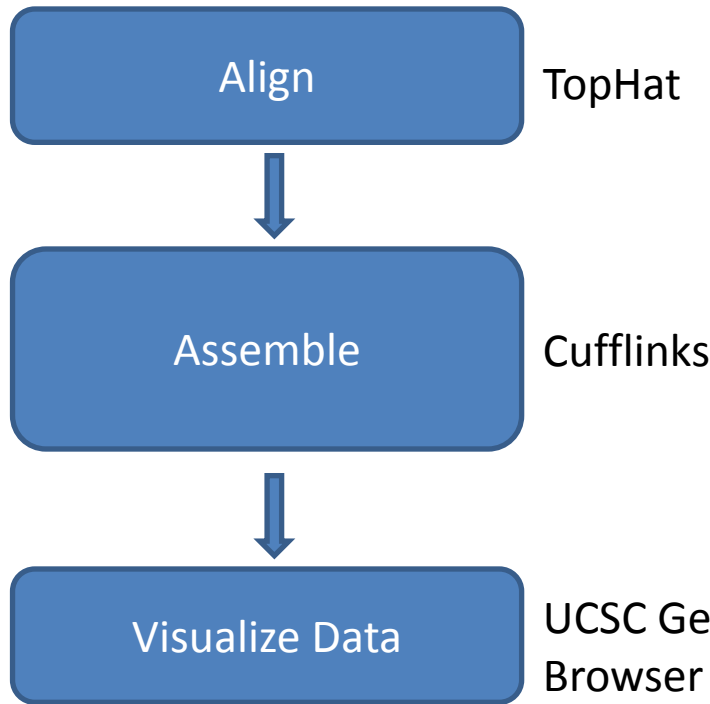 Align
TopHat
Assemble
Cufflinks
Visualize Data
UCSC Ge
Browser